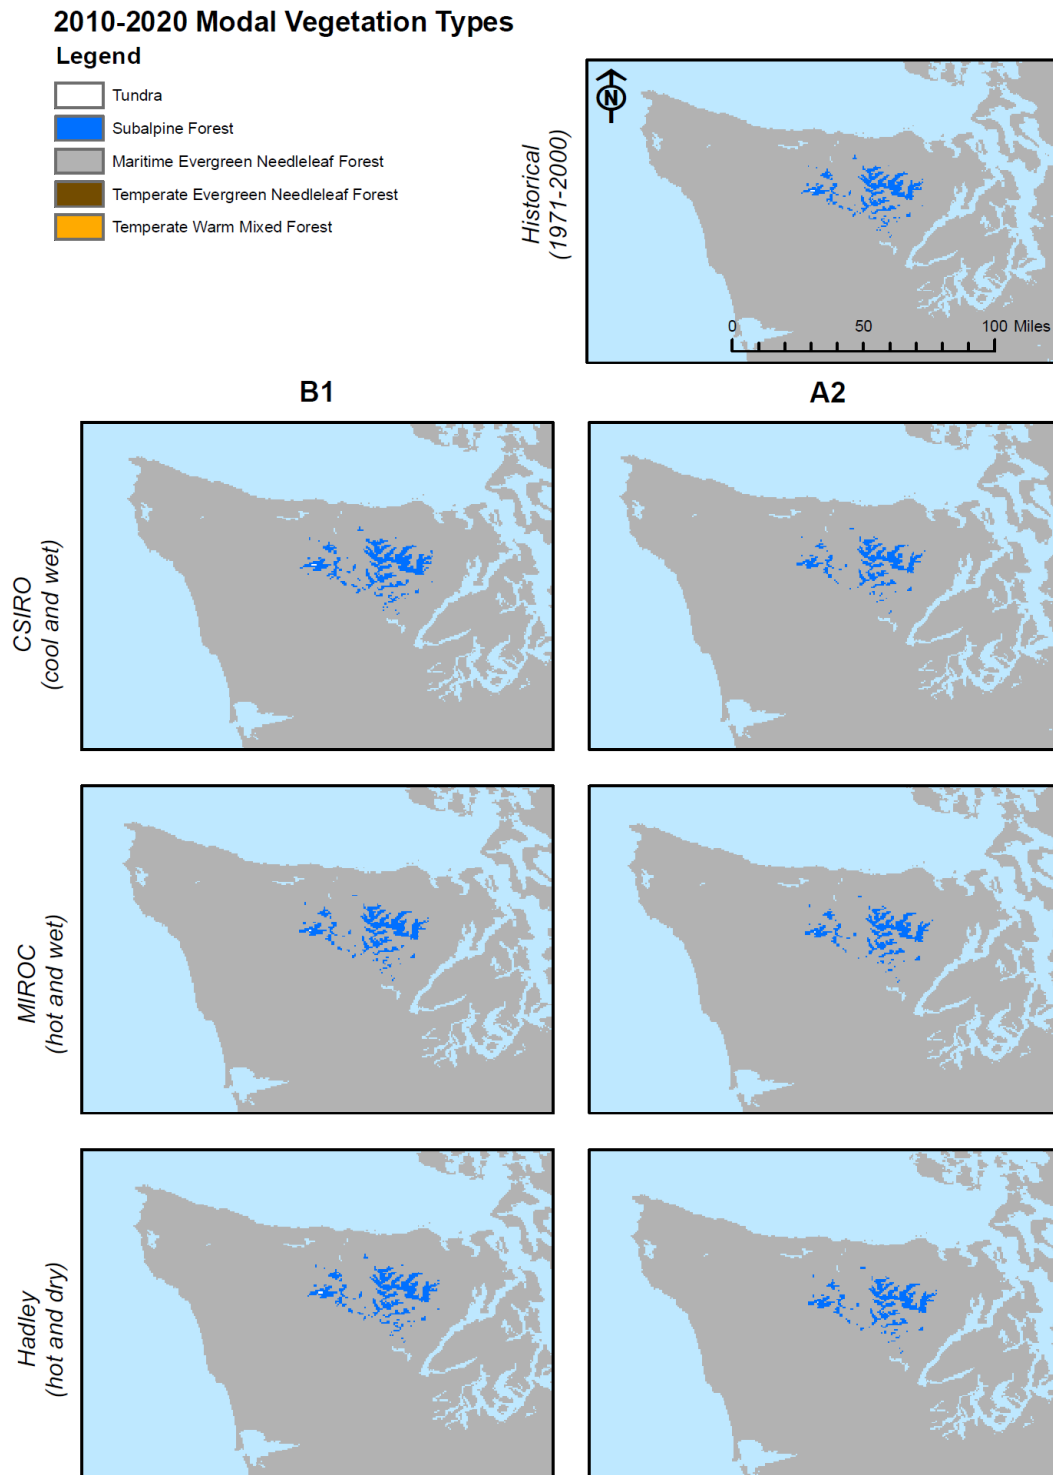 2010-2020 Modal Vegetation Types
Legend
Tundra
Subalpine Forest
Maritime Evergreen Needleleaf Forest
Temperate Evergreen Needleleaf Forest
Temperate Warm Mixed Forest
N
Historical
(1971-2000)
0 50 100 Miles
B1 A2
CSIRO
(cool and wet)
MIROC
(hot and wet)
Hadley
(hot and dry)